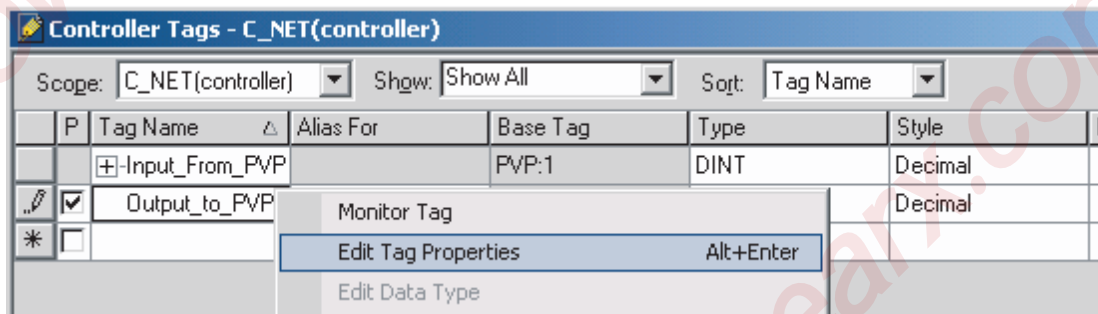 Controller Tags - C_NET(controller)
Scope: C_NET(controller) Show: Show All Sort: Tag Name
P Tag Name Alias For Base Tag Type Style
Input_From_PVP PVP:1 DINT Decimal
Output_to_PVP Decimal
Monitor Tag
Edit Tag Properties Alt+Enter
Edit Data Type